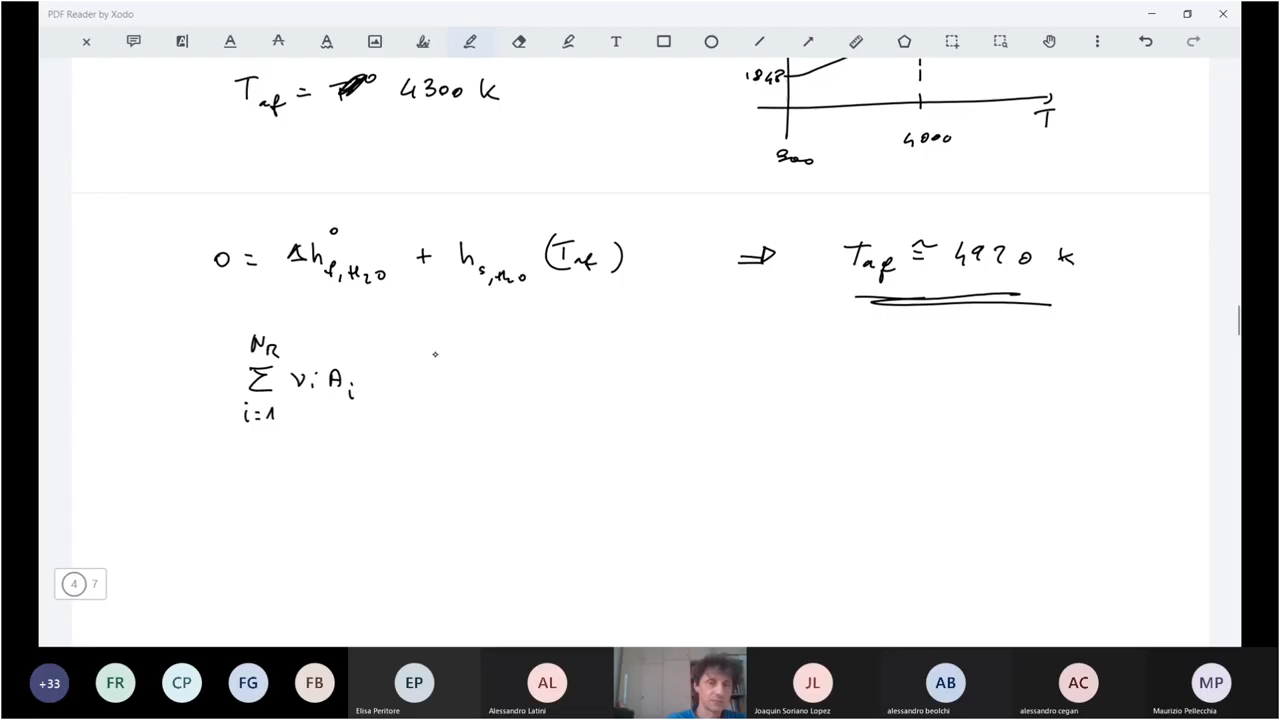 PDF Reader by Xodo
T_af = 4300 K
1848
T
300
4000
0 = Δh°_f,H₂O + h_s,H₂O (T_af) ⇒ T_af ≅ 4920 K
N_R
Σ ν_i A_i
i=1
4 7
+33 FR CP FG FB EP AL JL AB AC MP
Elisa Peritore Alessandro Latini Joaquin Soriano Lopez alessandro beolchi alessandro cegan Maurizio Pellecchia